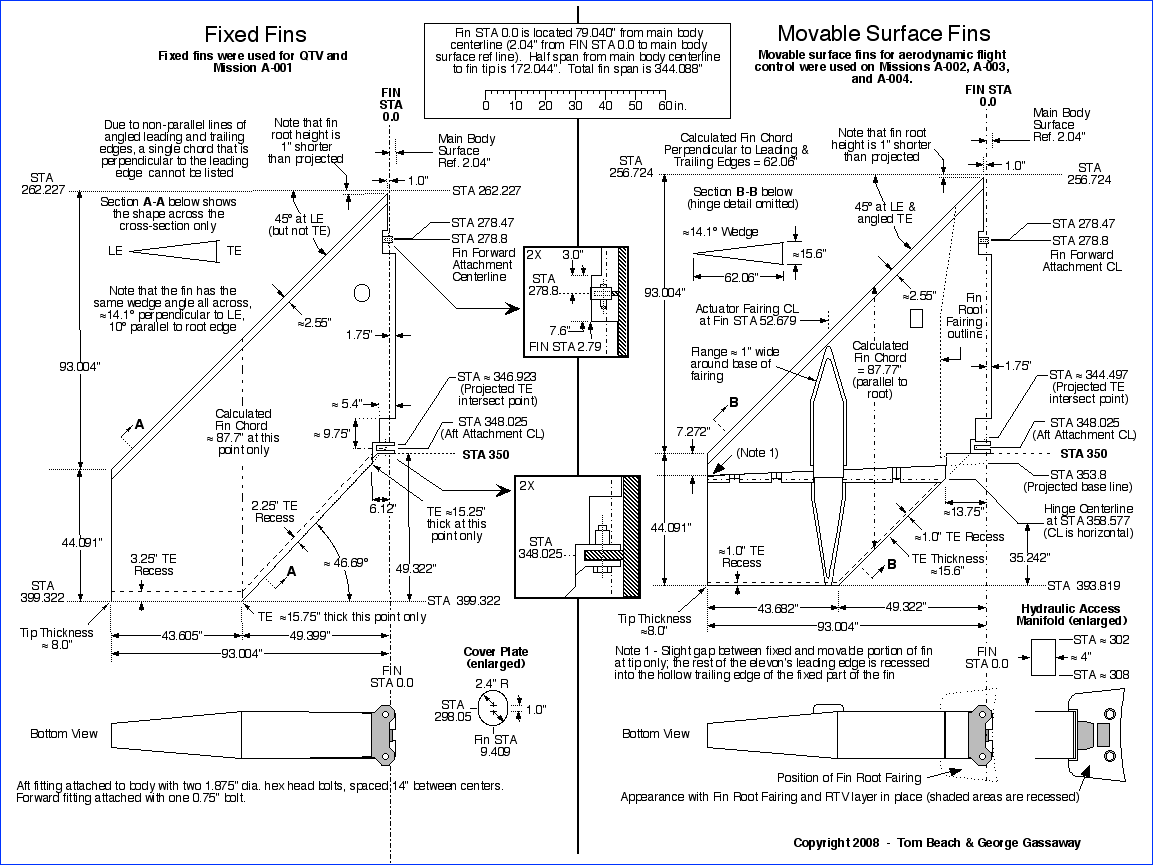 Fixed Fins
Fixed fins were used for QTV and
Mission A-001
Fin STA 0.0 is located 79.040" from main body
centerline (2.04" from FIN STA 0.0 to main body
surface ref line). Half span from main body centerline
to fin tip is 172.044". Total fin span is 344.088"
0 10 20 30 40 50 60 in.
Movable Surface Fins
Movable surface fins for aerodynamic flight
control were used on Missions A-002, A-003,
and A-004.
FIN
STA
0.0
Due to non-parallel lines of
angled leading and trailing
edges, a single chord that is
perpendicular to the leading
edge cannot be listed
Note that fin
root height is
1" shorter
than projected
Main Body
Surface
Ref. 2.04"
1.0"
STA
262.227
STA 262.227
Section A-A below shows
the shape across the
cross-section only
LE
TE
45° at LE
(but not TE)
STA 278.47
STA 278.8
Fin Forward
Attachment
Centerline
Note that the fin has the
same wedge angle all across,
≈14.1° perpendicular to LE,
10° parallel to root edge
≈2.55"
1.75"
93.004"
STA ≈ 346.923
(Projected TE
intersect point)
≈ 5.4"
≈ 9.75"
STA 348.025
(Aft Attachment CL)
STA 350
A
Calculated
Fin Chord
≈ 87.7" at this
point only
6.12"
TE ≈15.25"
thick at this
point only
2.25" TE
Recess
44.091"
3.25" TE
Recess
≈ 46.69°
49.322"
A
STA
399.322
STA 399.322
TE ≈15.75" thick this point only
Tip Thickness
≈ 8.0"
43.605"
49.399"
93.004"
FIN
STA 0.0
Cover Plate
(enlarged)
2.4" R
STA
298.05
1.0"
Fin STA
9.409
Bottom View
Aft fitting attached to body with two 1.875" dia. hex head bolts, spaced 14" between centers.
Forward fitting attached with one 0.75" bolt.
2X
3.0"
STA
278.8
7.6"
FIN STA 2.79
2X
STA
348.025
FIN STA
0.0
Main Body
Surface
Ref. 2.04"
Calculated Fin Chord
Perpendicular to Leading &
Trailing Edges = 62.06"
Note that fin root
height is 1" shorter
than projected
1.0"
STA
256.724
STA
256.724
Section B-B below
(hinge detail omitted)
≈14.1° Wedge
≈15.6"
62.06"
45° at LE &
angled TE
STA 278.47
STA 278.8
Fin Forward
Attachment CL
93.004"
≈2.55"
Actuator Fairing CL
at Fin STA 52.679
Fin
Root
Fairing
outline
Range ≈ 1" wide
around base of
fairing
Calculated
Fin Chord
= 87.77"
(parallel to
root)
1.75"
STA ≈ 344.497
(Projected TE
intersect point)
B
STA 348.025
(Aft Attachment CL)
7.272"
(Note 1)
STA 350
STA 353.8
(Projected base line)
≈13.75"
Hinge Centerline
at STA 358.577
(CL is horizontal)
44.091"
≈1.0" TE Recess
≈1.0" TE
Recess
TE Thickness
≈15.6"
35.242"
B
STA 393.819
Tip Thickness
≈8.0"
43.682"
49.322"
93.004"
Hydraulic Access
Manifold (enlarged)
STA ≈ 302
≈ 4"
STA ≈ 308
Note 1 - Slight gap between fixed and movable portion of fin
at tip only; the rest of the elevon's leading edge is recessed
into the hollow trailing edge of the fixed part of the fin
FIN
STA 0.0
Bottom View
Position of Fin Root Fairing
Appearance with Fin Root Fairing and RTV layer in place (shaded areas are recessed)
Copyright 2008 - Tom Beach & George Gassaway